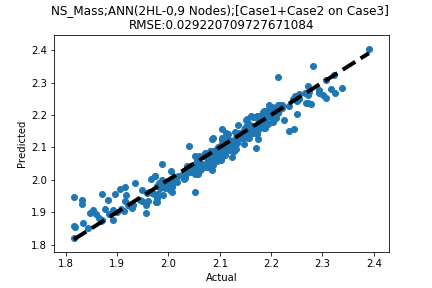 NS_Mass;ANN(2HL-0,9 Nodes);[Case1+Case2 on Case3]
RMSE:0.029220709727671084
2.4
2.3
2.2
2.1
2.0
1.9
1.8
Predicted
1.8 1.9 2.0 2.1 2.2 2.3 2.4
Actual